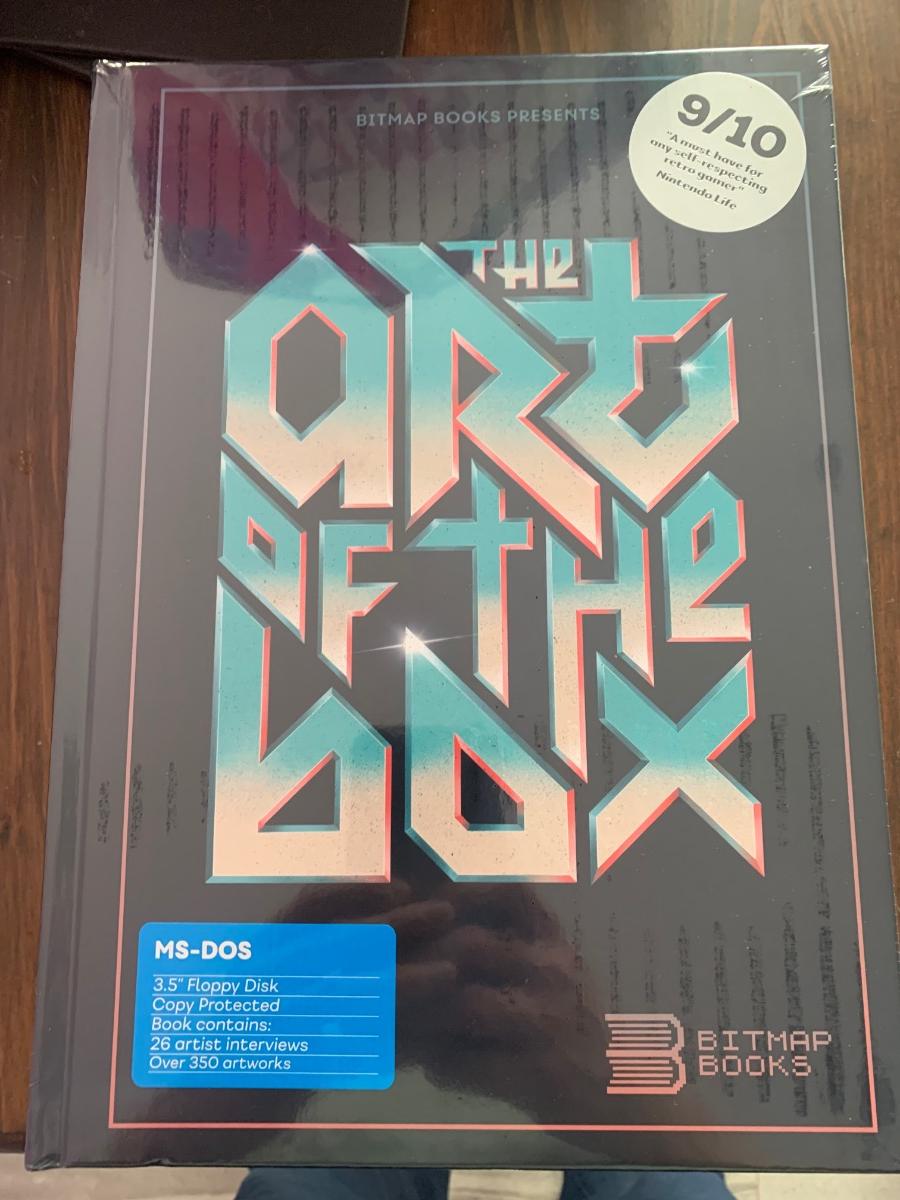 BITMAP BOOKS PRESENTS
9/10
"A must have for
any self-respecting
retro gamer"
Nintendo Life
THE
ART
OF THE
BOX
MS-DOS
3.5" Floppy Disk
Copy Protected
Book contains:
26 artist interviews
Over 350 artworks
BITMAP
BOOKS